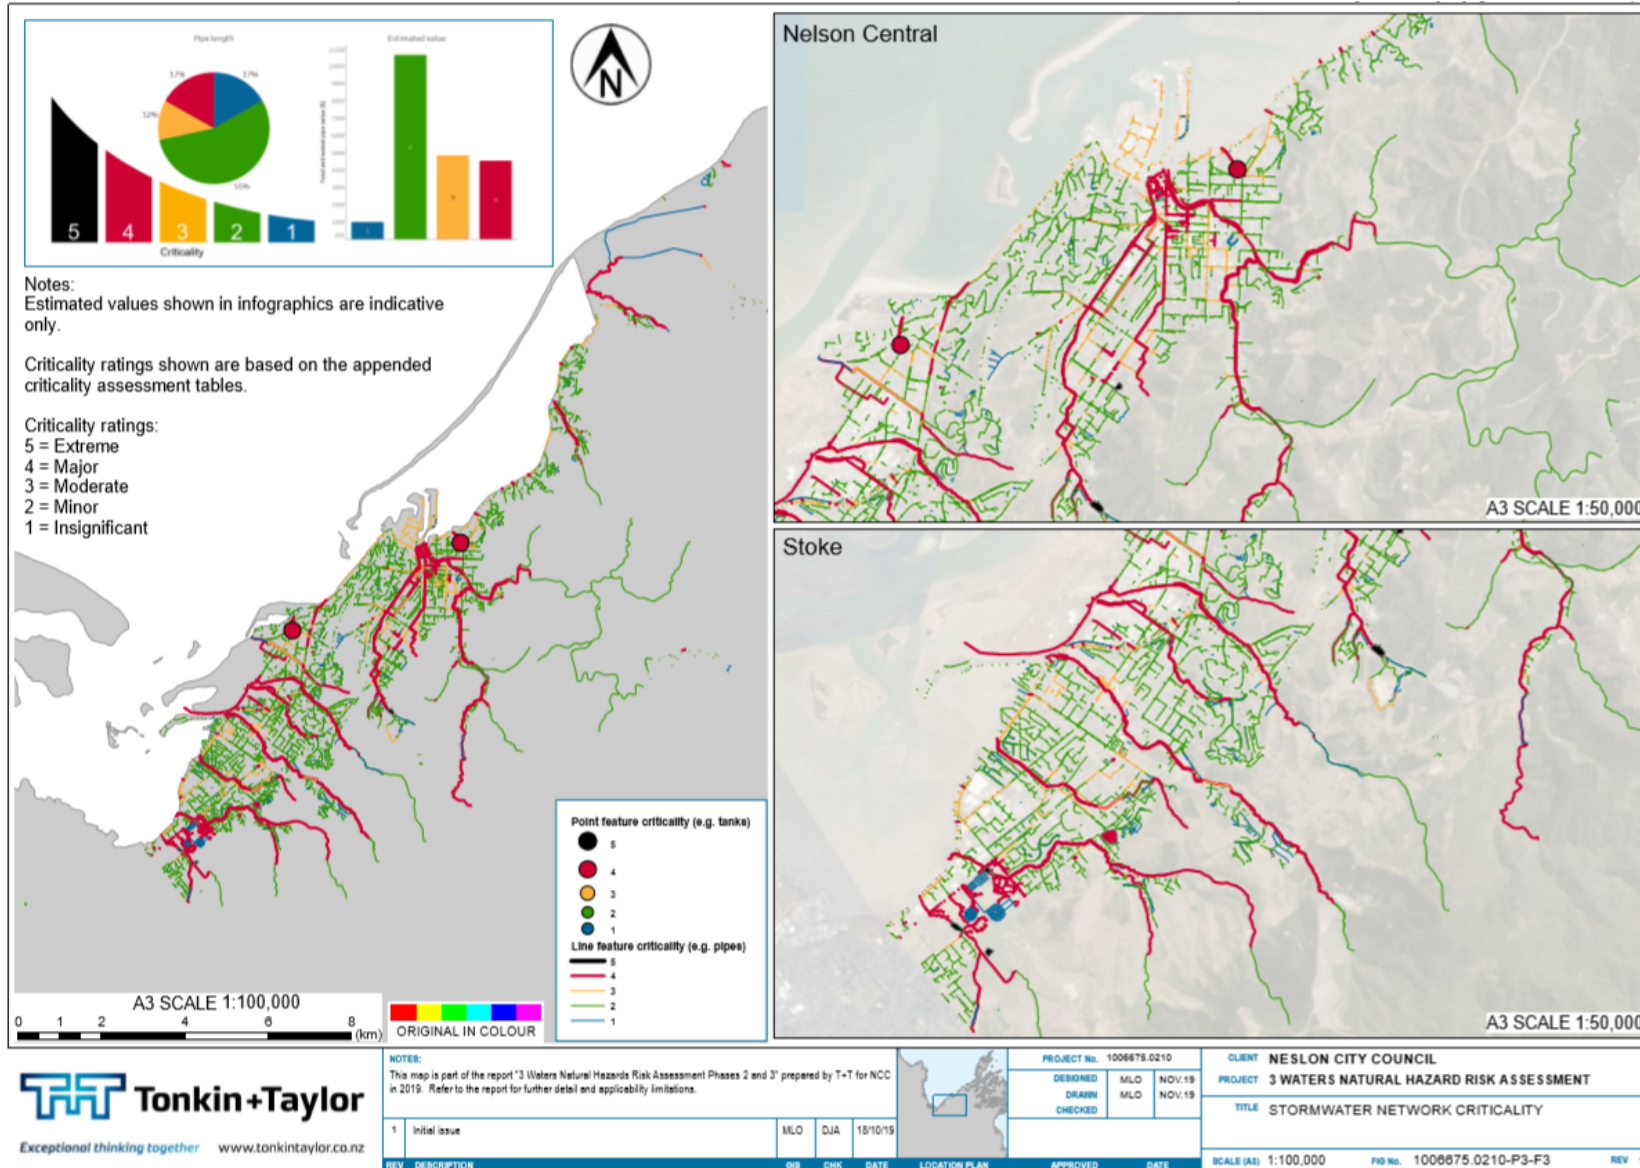 Pipe length
Estimated value
17%
17%
12%
55%
5
4
3
2
1
Criticality
N
Notes:
Estimated values shown in infographics are indicative
only.
Criticality ratings shown are based on the appended
criticality assessment tables.
Criticality ratings:
5 = Extreme
4 = Major
3 = Moderate
2 = Minor
1 = Insignificant
Nelson Central
A3 SCALE 1:50,000
Stoke
A3 SCALE 1:50,000
Point feature criticality (e.g. tanks)
5
4
3
2
1
Line feature criticality (e.g. pipes)
5
4
3
2
1
A3 SCALE 1:100,000
0 1 2 4 6 8
(km)
ORIGINAL IN COLOUR
Tonkin+Taylor
Exceptional thinking together www.tonkintaylor.co.nz
NOTES:
This map is part of the report "3 Waters Natural Hazards Risk Assessment Phases 2 and 3" prepared by T+T for NCC
in 2019. Refer to the report for further detail and applicability limitations.
1 Initial issue MLO DJA 18/10/19
REV DESCRIPTION GIS CHK DATE
LOCATION PLAN
PROJECT No. 1006675.0210
DESIGNED MLO NOV.19
DRAWN MLO NOV.19
CHECKED
APPROVED DATE
CLIENT NESLON CITY COUNCIL
PROJECT 3 WATERS NATURAL HAZARD RISK ASSESSMENT
TITLE STORMWATER NETWORK CRITICALITY
SCALE (A3) 1:100,000 FIG No. 1006675.0210-P3-F3 REV